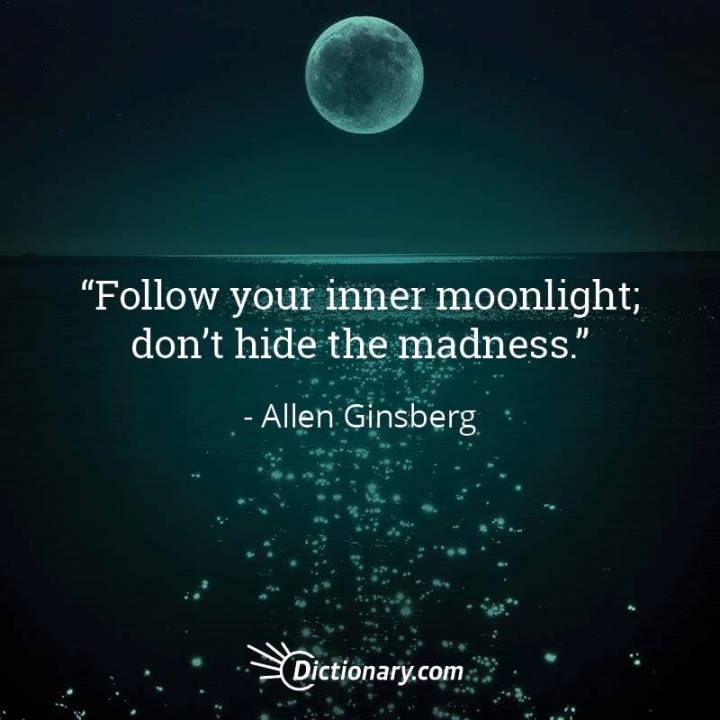 “Follow your inner moonlight;
don’t hide the madness.”
- Allen Ginsberg
Dictionary.com